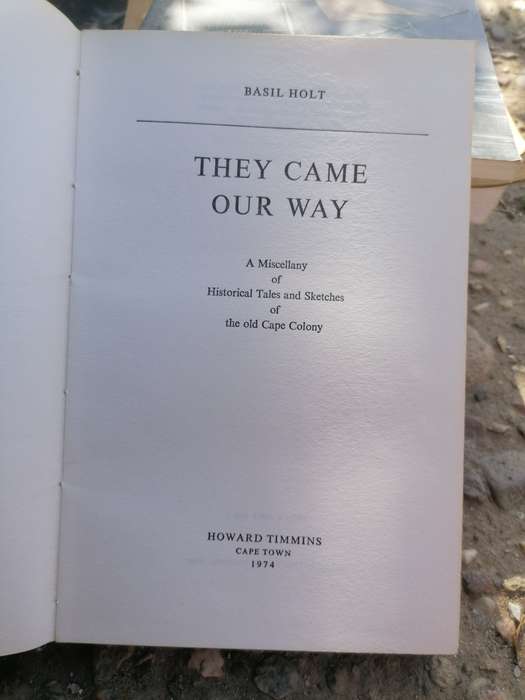 BASIL HOLT
THEY CAME
OUR WAY
A Miscellany
of
Historical Tales and Sketches
of
the old Cape Colony
HOWARD TIMMINS
CAPE TOWN
1974